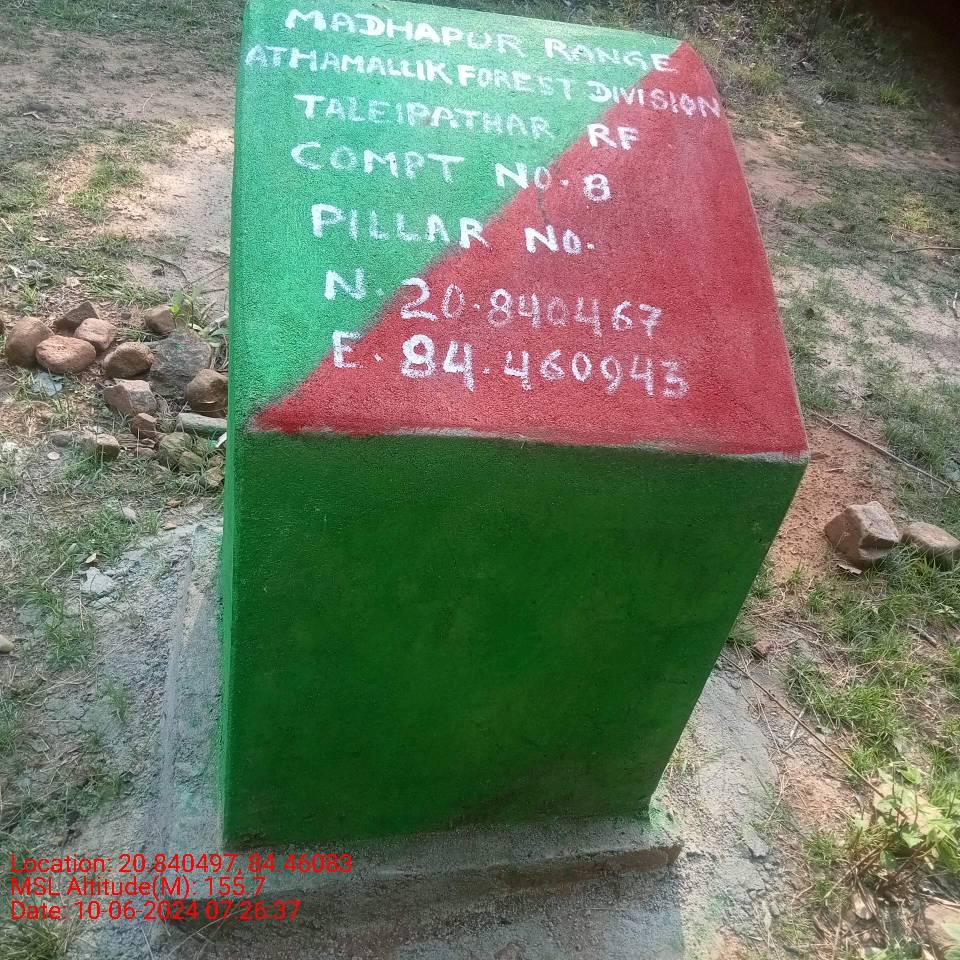 MADHAPUR RANGE
ATHAMALLIK FOREST DIVISION
TALEIPATHAR RF
COMPT NO. 8
PILLAR NO.
N. 20.840467
E. 84.460943
Location: 20.840497, 84.46083
MSL Altitude(M): 155.7
Date: 10-06-2024 07:26:37